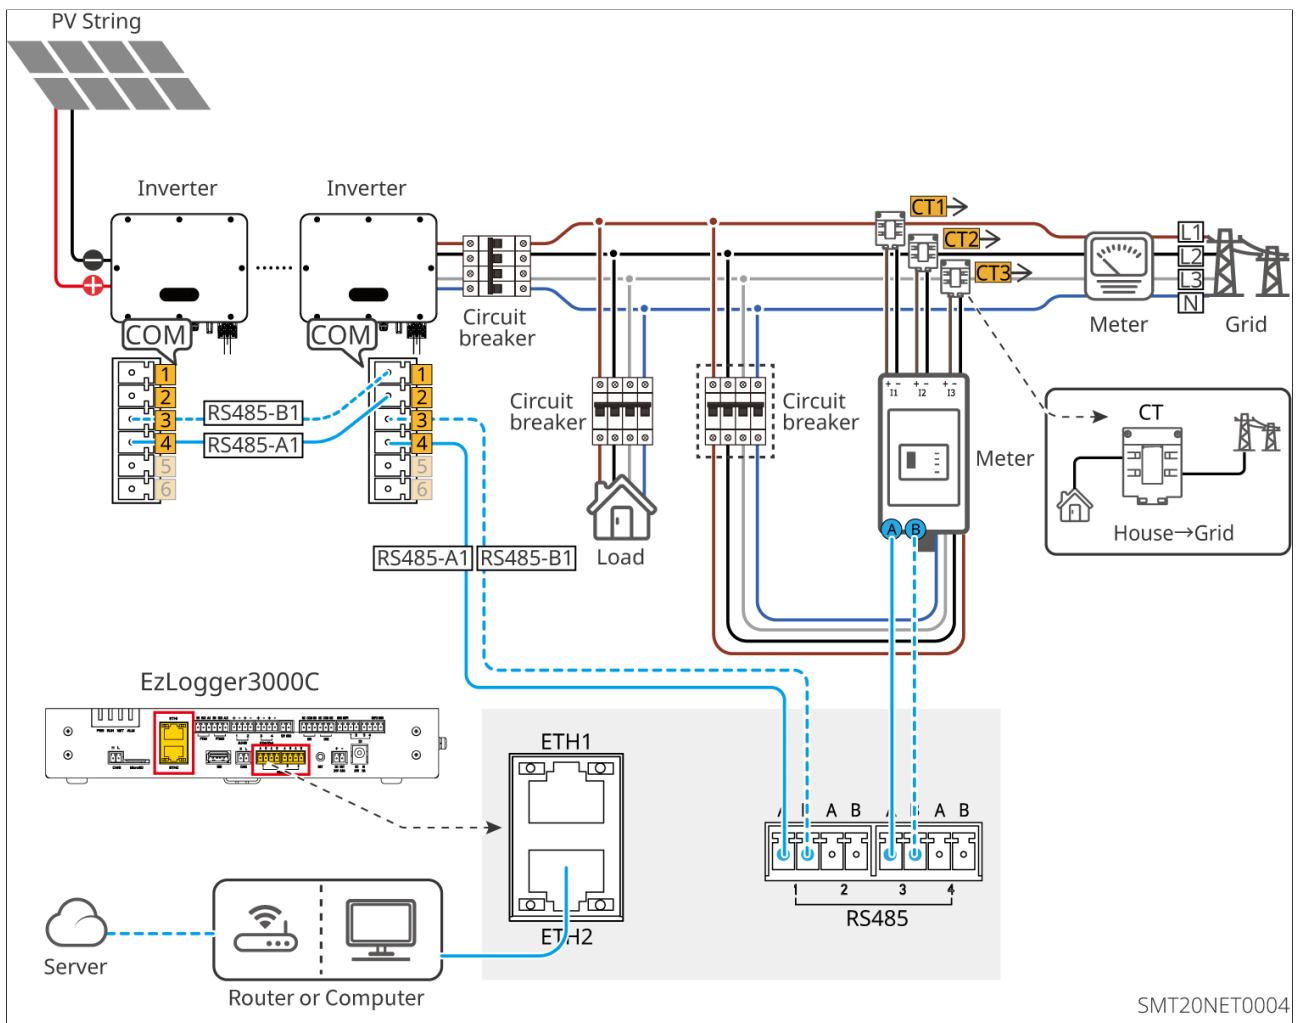 PV String
Inverter
Inverter
CT1
CT2
CT3
L1
L2
L3
N
COM
COM
Circuit
breaker
Meter
Grid
1
2
3
4
5
6
1
2
3
4
5
6
RS485-B1
RS485-A1
Circuit
breaker
Circuit
breaker
+ - + - + -
I1 I2 I3
Meter
A B
CT
House→Grid
Load
RS485-A1
RS485-B1
EzLogger3000C
ETH1
ETH2
A B A B
A B
1 2 3 4
RS485
Server
Router or Computer
SMT20NET0004